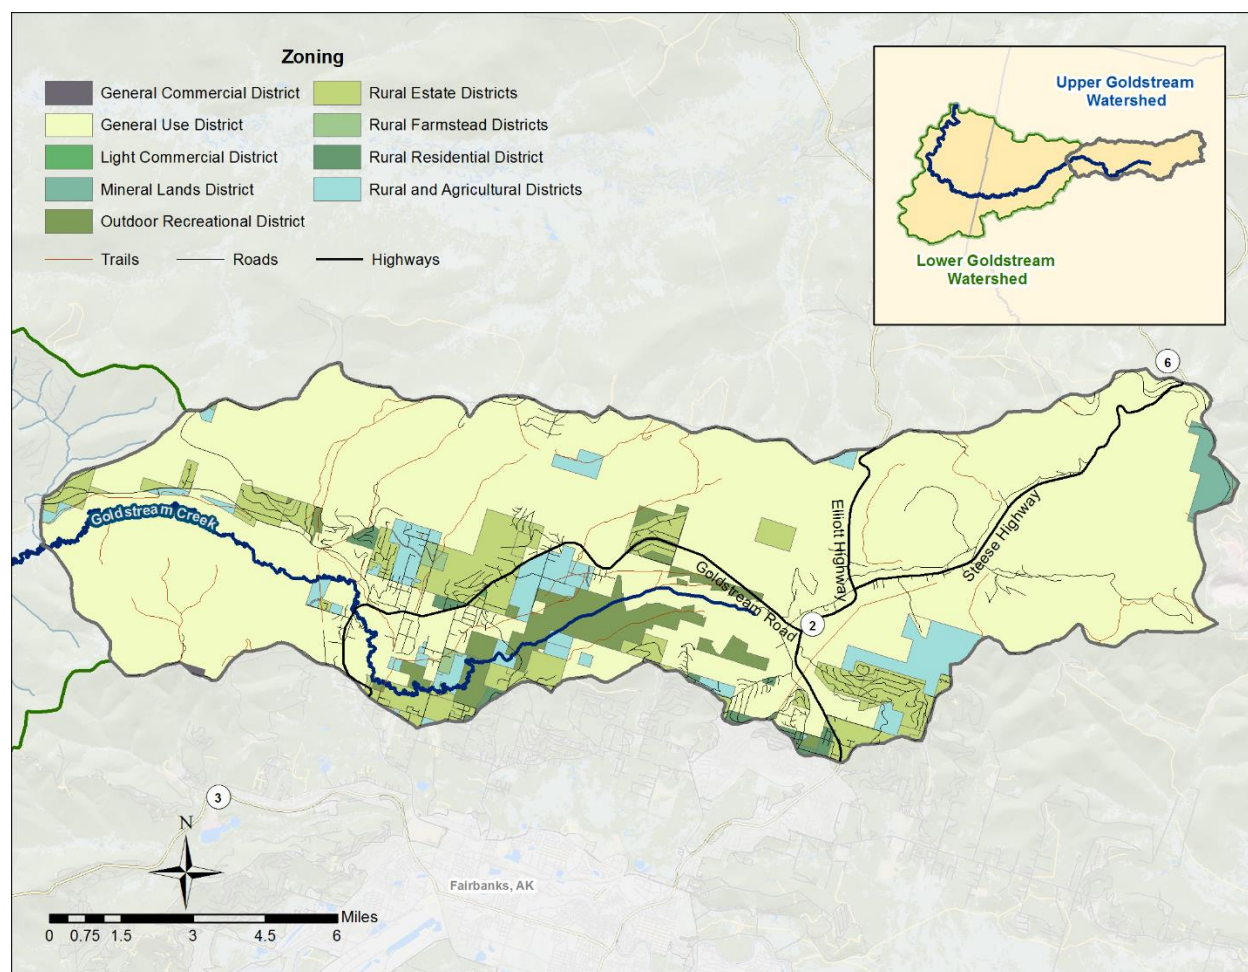 Zoning
General Commercial District
General Use District
Light Commercial District
Mineral Lands District
Outdoor Recreational District
Rural Estate Districts
Rural Farmstead Districts
Rural Residential District
Rural and Agricultural Districts
Trails
Roads
Highways
Upper Goldstream
Watershed
Lower Goldstream
Watershed
6
Goldstream Creek
Elliott Highway
Steese Highway
Goldstream Road
2
3
N
Fairbanks, AK
Miles
0 0.75 1.5 3 4.5 6